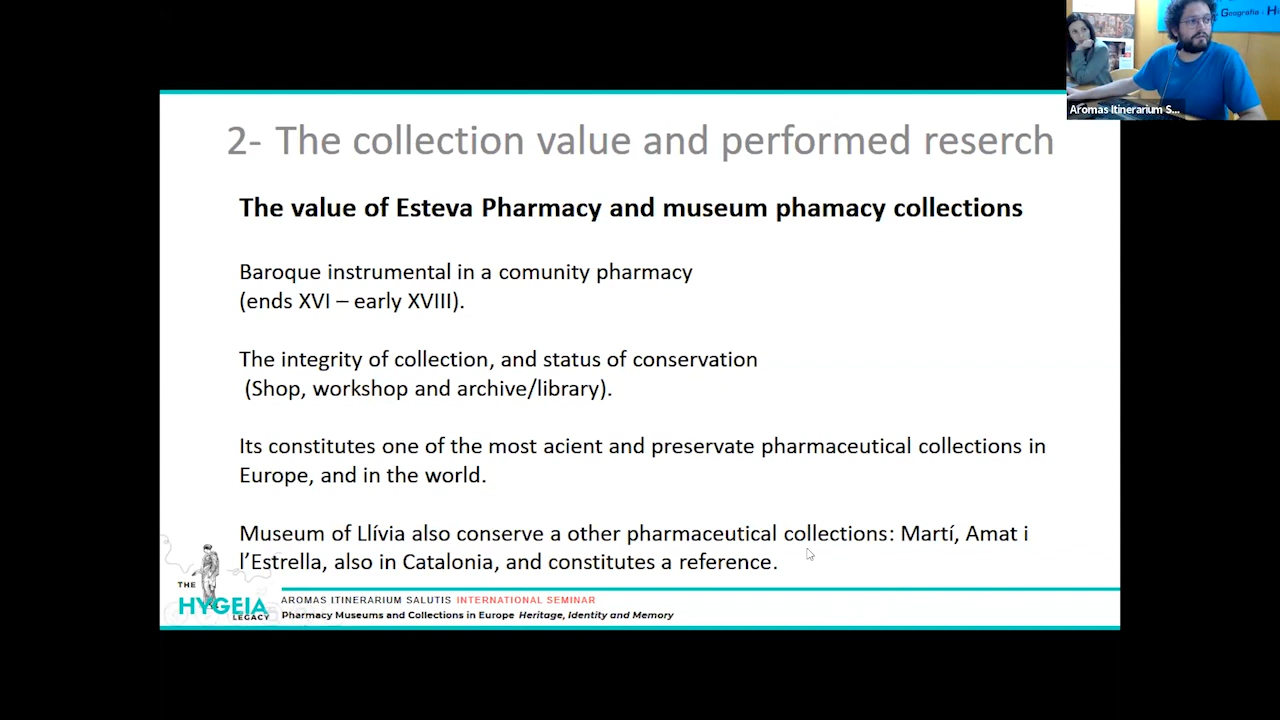 Geografia i H
Aromas Itinerarium S...
2- The collection value and performed reserch
The value of Esteva Pharmacy and museum phamacy collections
Baroque instrumental in a comunity pharmacy
(ends XVI – early XVIII).
The integrity of collection, and status of conservation
(Shop, workshop and archive/library).
Its constitutes one of the most acient and preservate pharmaceutical collections in
Europe, and in the world.
Museum of Llívia also conserve a other pharmaceutical collections: Martí, Amat i
l’Estrella, also in Catalonia, and constitutes a reference.
THE
HYGEIA
LEGACY
AROMAS ITINERARIUM SALUTIS INTERNATIONAL SEMINAR
Pharmacy Museums and Collections in Europe Heritage, Identity and Memory